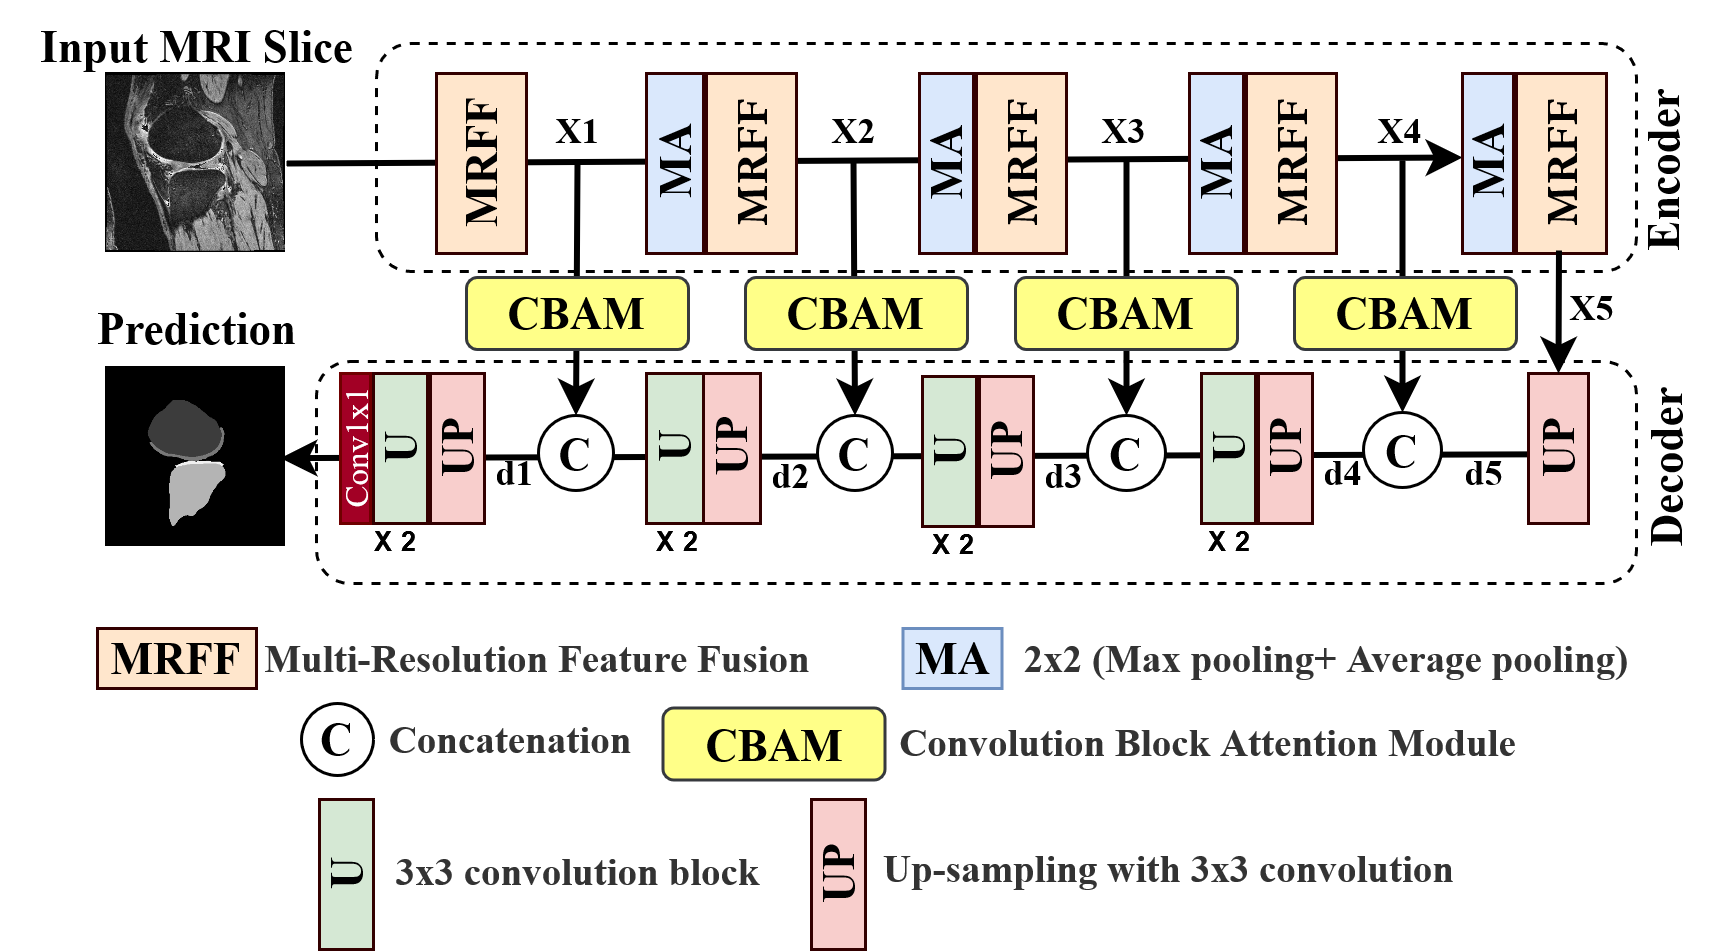 Input MRI Slice
MRFF
X1
MA
MRFF
X2
MA
MRFF
X3
MA
MRFF
X4
MA
MRFF
Encoder
CBAM
CBAM
CBAM
CBAM
X5
Prediction
Conv1x1
U
UP
d1
C
U
UP
d2
C
U
UP
d3
C
U
UP
d4
C
d5
UP
Decoder
X 2
X 2
X 2
X 2
MRFF Multi-Resolution Feature Fusion
MA 2x2 (Max pooling+ Average pooling)
C Concatenation
CBAM Convolution Block Attention Module
U 3x3 convolution block
UP Up-sampling with 3x3 convolution